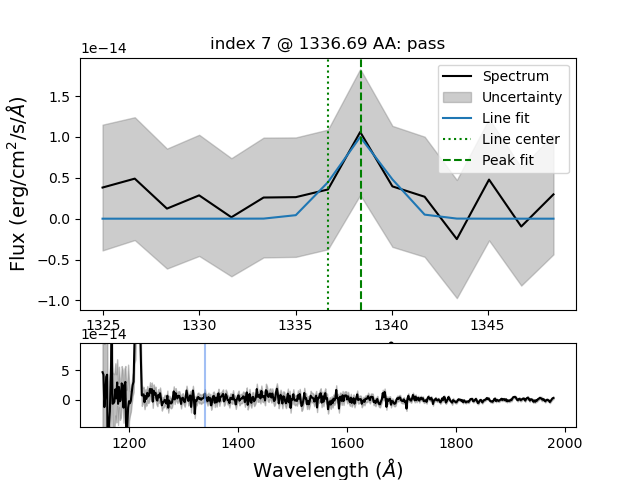 index 7 @ 1336.69 AA: pass
1e−14
Flux (erg/cm²/s/Å)
1.5
1.0
0.5
0.0
−0.5
−1.0
Spectrum
Uncertainty
Line fit
Line center
Peak fit
1325 1330 1335 1340 1345
1e−14
5
0
1200 1400 1600 1800 2000
Wavelength (Å)